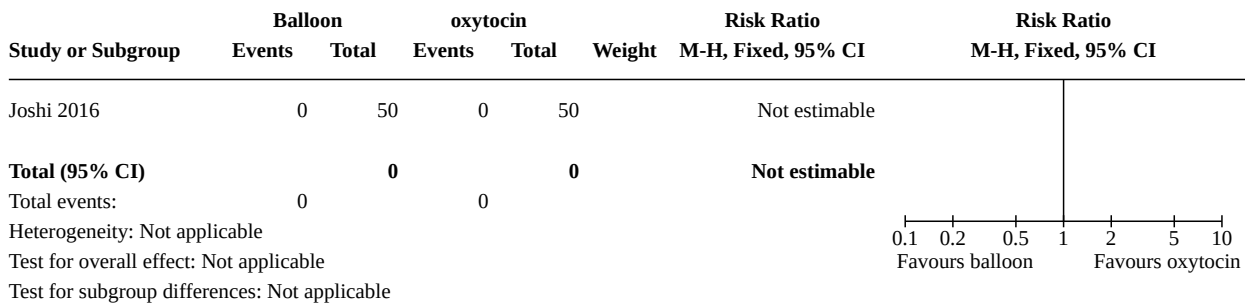 Balloon oxytocin Risk Ratio Risk Ratio
Study or Subgroup Events Total Events Total Weight M-H, Fixed, 95% CI M-H, Fixed, 95% CI
Joshi 2016 0 50 0 50 Not estimable
Total (95% CI) 0 0 Not estimable
Total events: 0 0
Heterogeneity: Not applicable
0.1 0.2 0.5 1 2 5 10
Test for overall effect: Not applicable Favours balloon Favours oxytocin
Test for subgroup differences: Not applicable